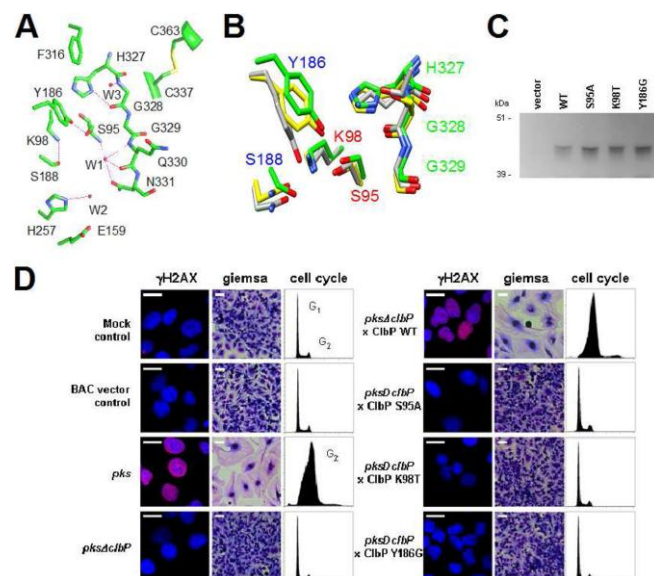 A
C363
F316
H327
W3
C337
Y186
G328
S95
G329
K98
W1
Q330
S188
N331
W2
H257
E159
B
Y186
H327
K98
G328
S188
G329
S95
C
vector
WT
S95A
K98T
Y186G
kDa
51 -
39 -
D
γH2AX giemsa cell cycle
Mock
control
G1
G2
BAC vector
control
pks
G2
pksΔclbP
γH2AX giemsa cell cycle
pksΔclbP
x ClbP WT
pksDclbP
x ClbP S95A
pksDclbP
x ClbP K98T
pksDclbP
x ClbP Y186G